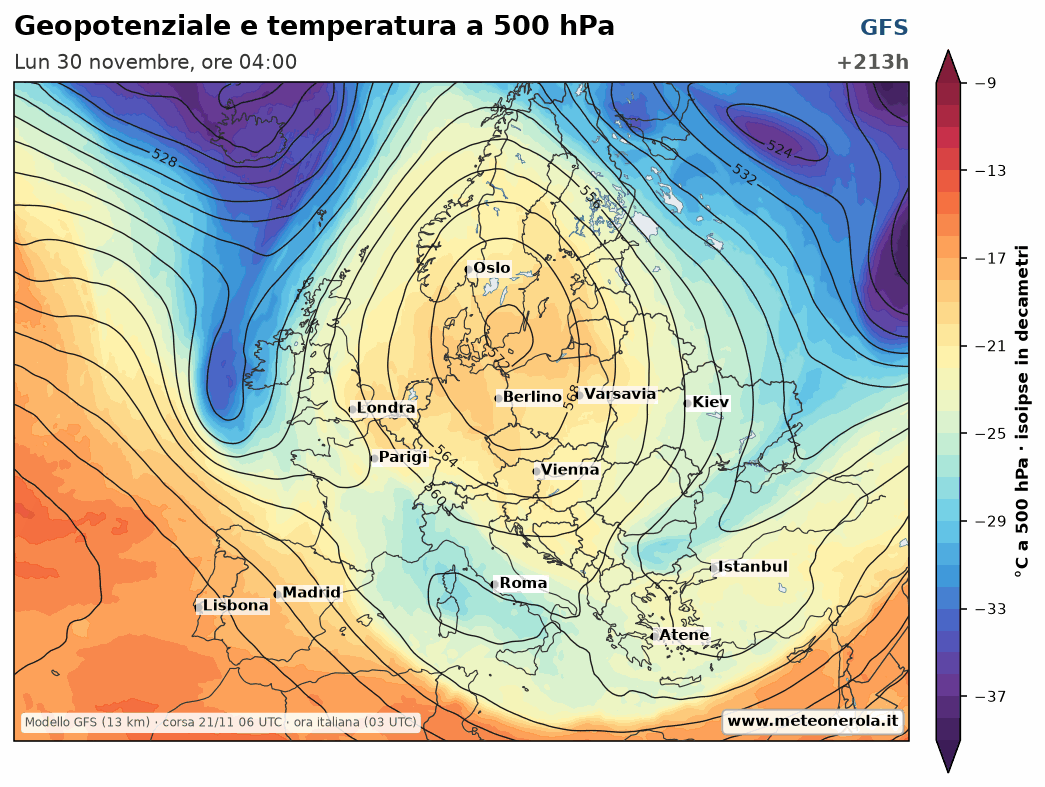 Geopotenziale e temperatura a 500 hPa
GFS
Lun 30 novembre, ore 04:00
+213h
528
524
532
556
Oslo
Berlino
Varsavia
568
Kiev
Londra
564
Parigi
Vienna
560
Roma
Istanbul
Madrid
Lisbona
Atene
Modello GFS (13 km) · corsa 21/11 06 UTC · ora italiana (03 UTC)
www.meteonerola.it
−9
−13
−17
−21
−25
−29
−33
−37
°C a 500 hPa · isoipse in decametri